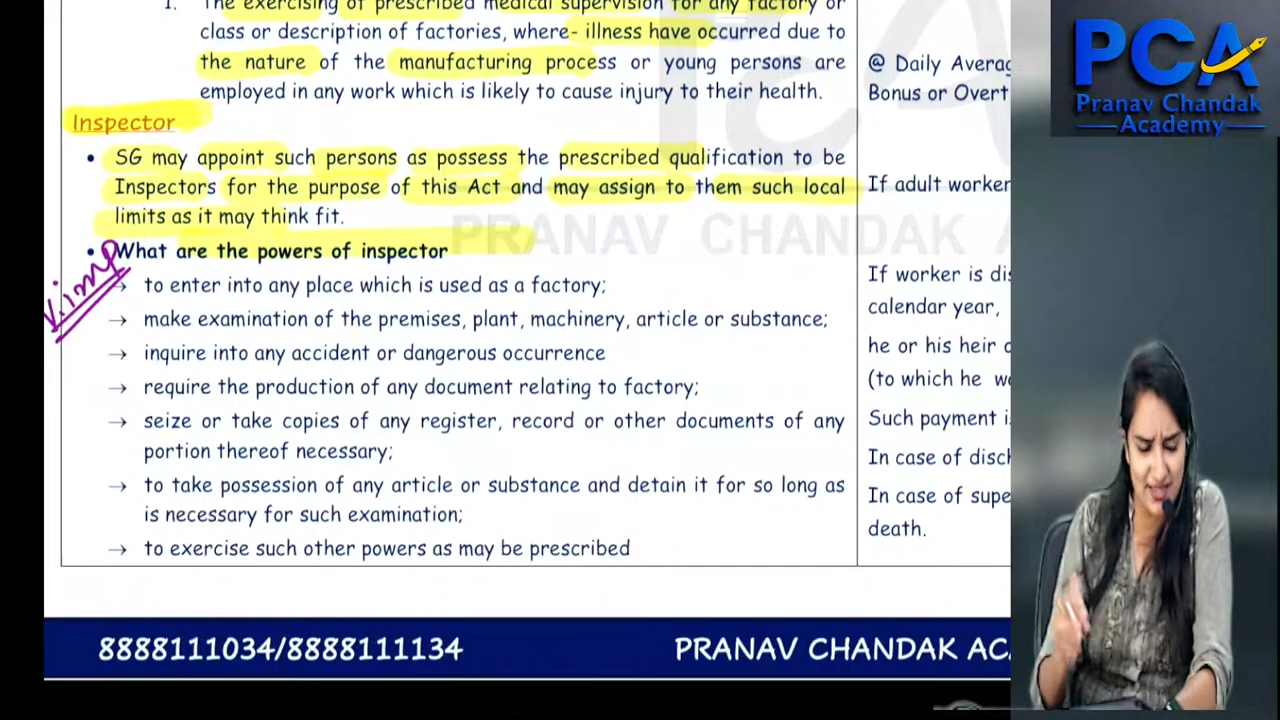 1. The exercising of prescribed medical supervision for any factory or
class or description of factories, where- illness have occurred due to
the nature of the manufacturing process or young persons are
employed in any work which is likely to cause injury to their health.
Inspector
• SG may appoint such persons as possess the prescribed qualification to be
Inspectors for the purpose of this Act and may assign to them such local
limits as it may think fit.
• What are the powers of inspector
V.imp
→ to enter into any place which is used as a factory;
→ make examination of the premises, plant, machinery, article or substance;
→ inquire into any accident or dangerous occurrence
→ require the production of any document relating to factory;
→ seize or take copies of any register, record or other documents of any
portion thereof necessary;
→ to take possession of any article or substance and detain it for so long as
is necessary for such examination;
→ to exercise such other powers as may be prescribed
@ Daily Averag
Bonus or Overt
If adult worker
If worker is dis
calendar year,
he or his heir
(to which he
Such payment
In case of disch
In case of supe
death.
PRANAV CHANDAK
8888111034/8888111134
PRANAV CHANDAK AC
PCA
Pranav Chandak
Academy